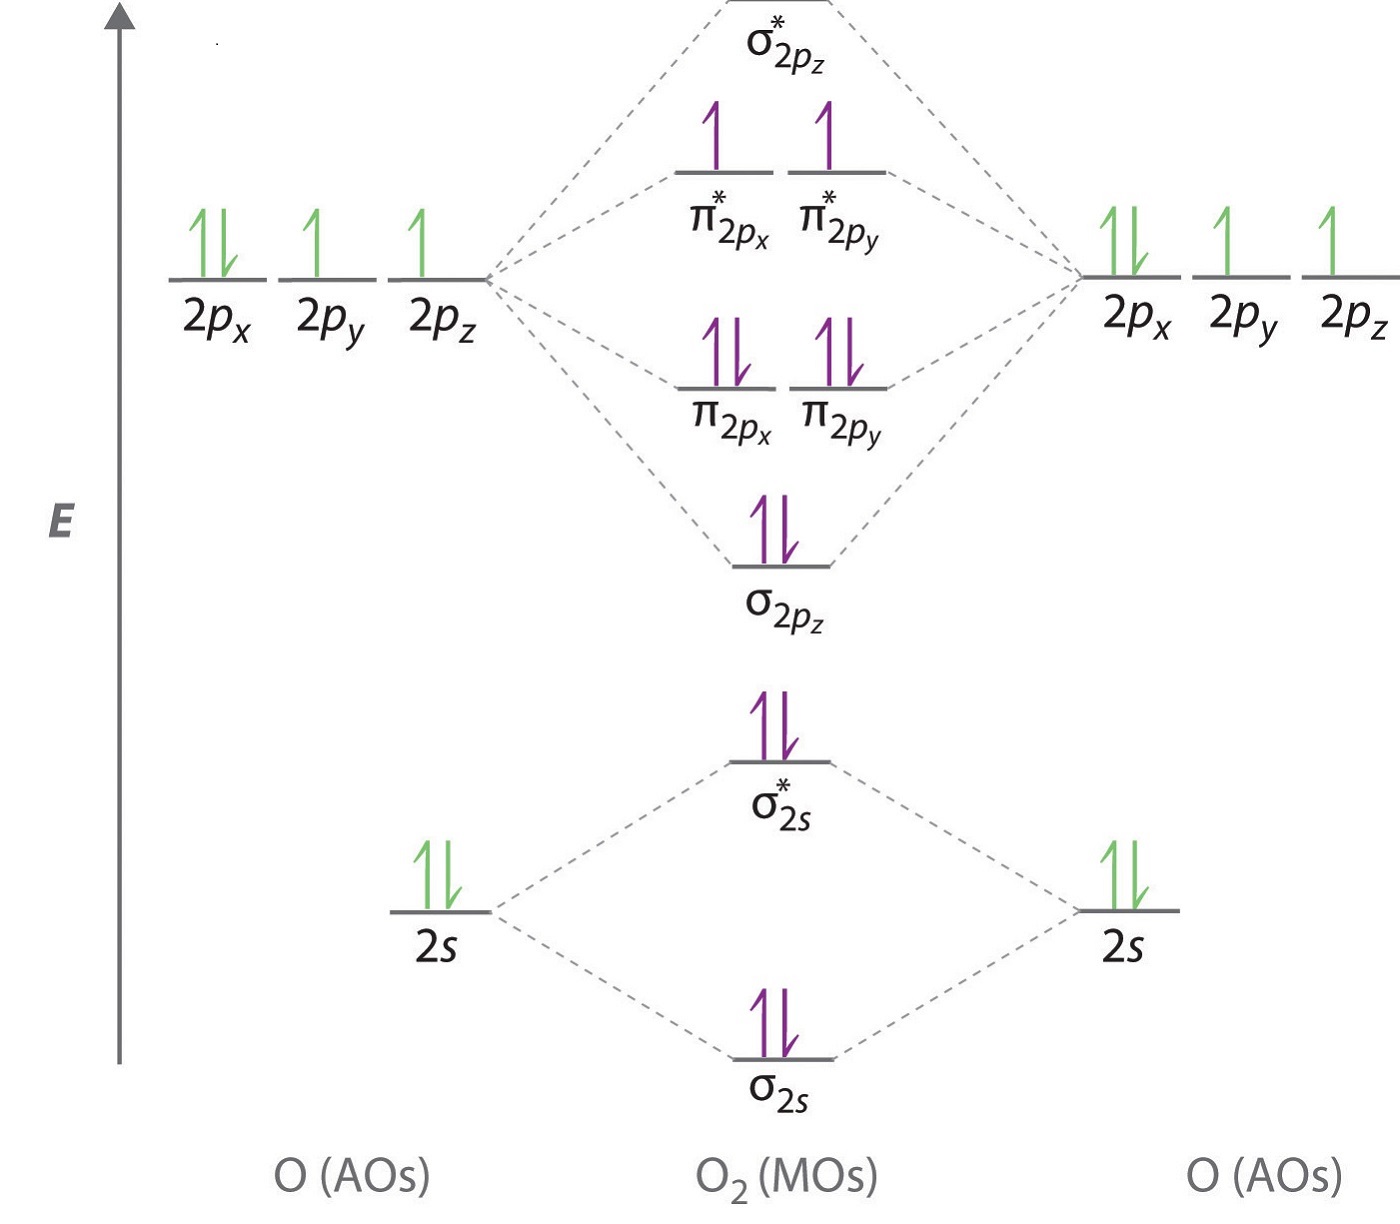 σ*2pz
π*2px π*2py
2px 2py 2pz
2px 2py 2pz
π2px π2py
E
σ2pz
σ*2s
2s
2s
σ2s
O (AOs)
O2 (MOs)
O (AOs)